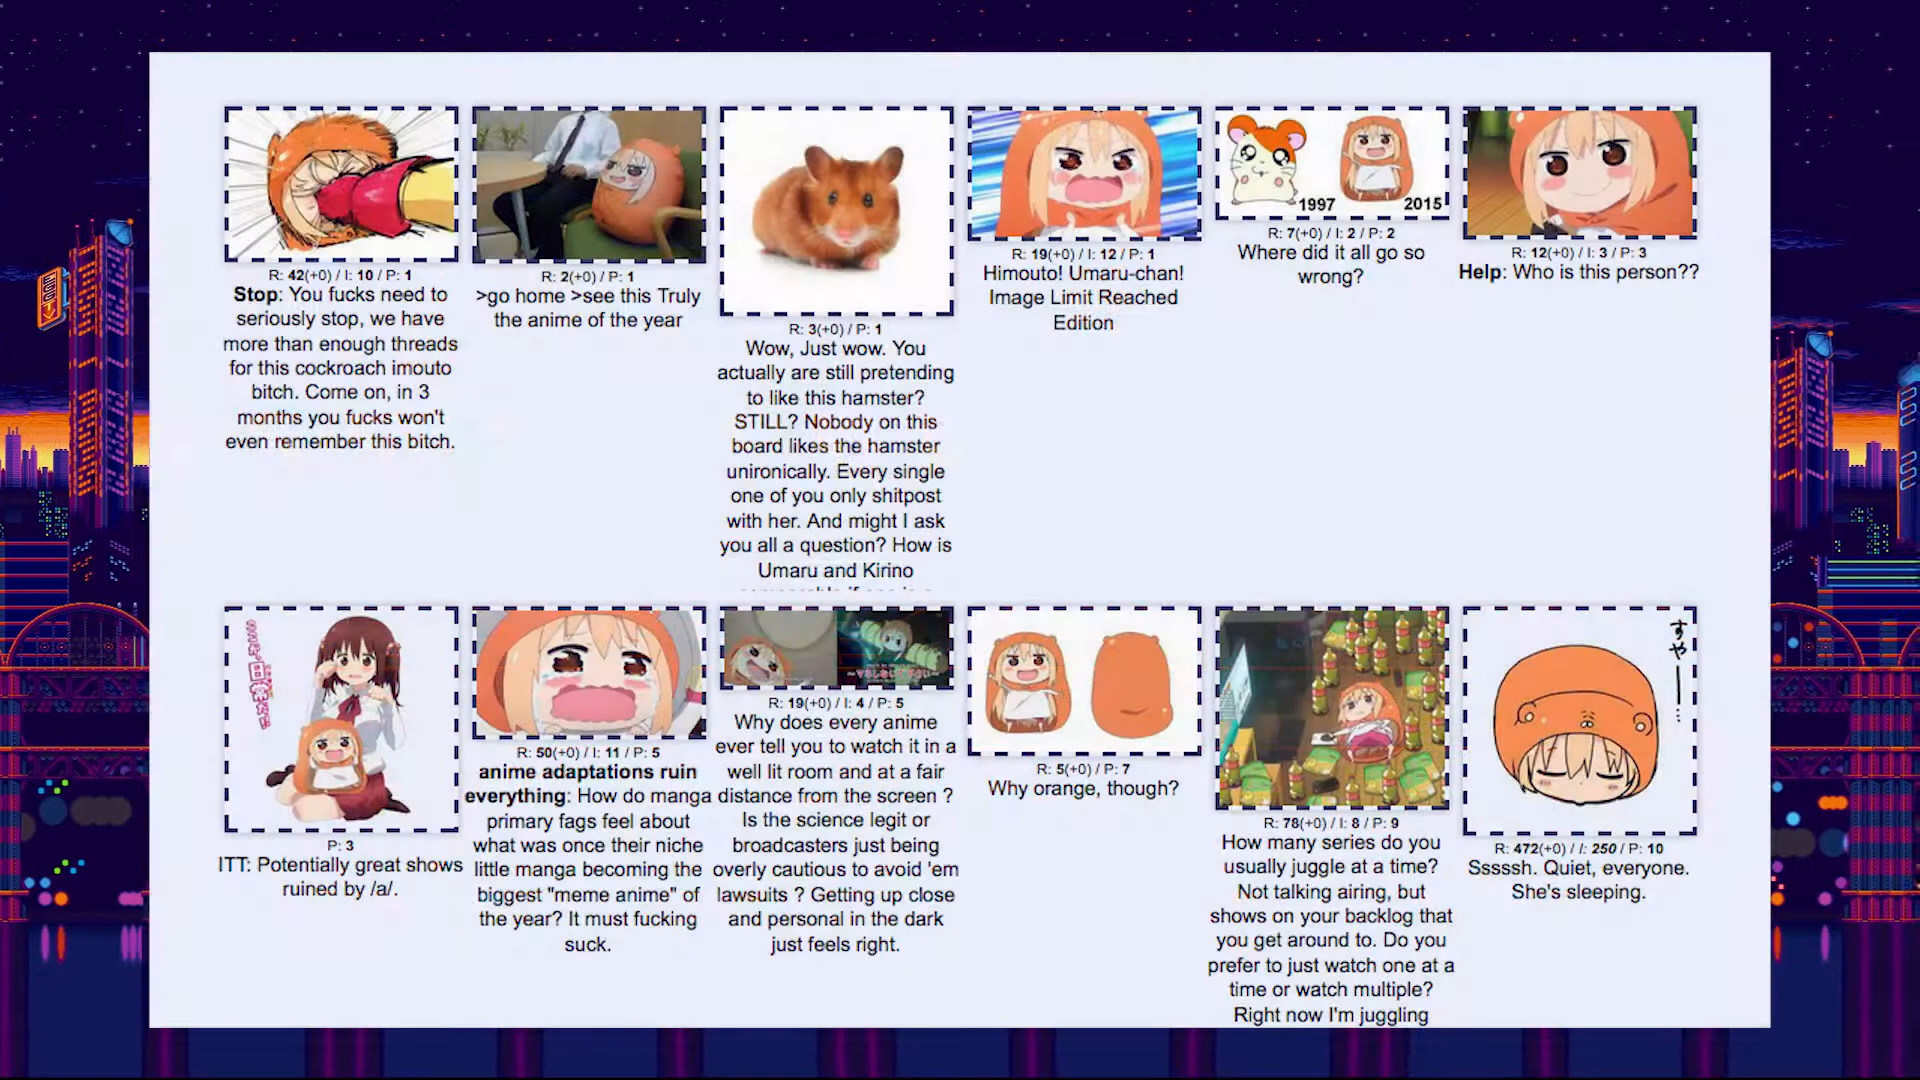 R: 42(+0) / I: 10 / P: 1
Stop: You fucks need to
seriously stop, we have
more than enough threads
for this cockroach imouto
bitch. Come on, in 3
months you fucks won't
even remember this bitch.
R: 2(+0) / P: 1
>go home >see this Truly
the anime of the year
R: 3(+0) / P: 1
Wow, Just wow. You
actually are still pretending
to like this hamster?
STILL? Nobody on this
board likes the hamster
unironically. Every single
one of you only shitpost
with her. And might I ask
you all a question? How is
Umaru and Kirino
R: 19(+0) / I: 12 / P: 1
Himouto! Umaru-chan!
Image Limit Reached
Edition
1997
2015
R: 7(+0) / I: 2 / P: 2
Where did it all go so
wrong?
R: 12(+0) / I: 3 / P: 3
Help: Who is this person??
P: 3
ITT: Potentially great shows
ruined by /a/.
R: 50(+0) / I: 11 / P: 5
anime adaptations ruin
everything: How do manga
primary fags feel about
what was once their niche
little manga becoming the
biggest "meme anime" of
the year? It must fucking
suck.
R: 19(+0) / I: 4 / P: 5
Why does every anime
ever tell you to watch it in a
well lit room and at a fair
distance from the screen ?
Is the science legit or
broadcasters just being
overly cautious to avoid 'em
lawsuits ? Getting up close
and personal in the dark
just feels right.
R: 5(+0) / P: 7
Why orange, though?
R: 78(+0) / I: 8 / P: 9
How many series do you
usually juggle at a time?
Not talking airing, but
shows on your backlog that
you get around to. Do you
prefer to just watch one at a
time or watch multiple?
Right now I'm juggling
すやー…
R: 472(+0) / I: 250 / P: 10
Sssssh. Quiet, everyone.
She's sleeping.